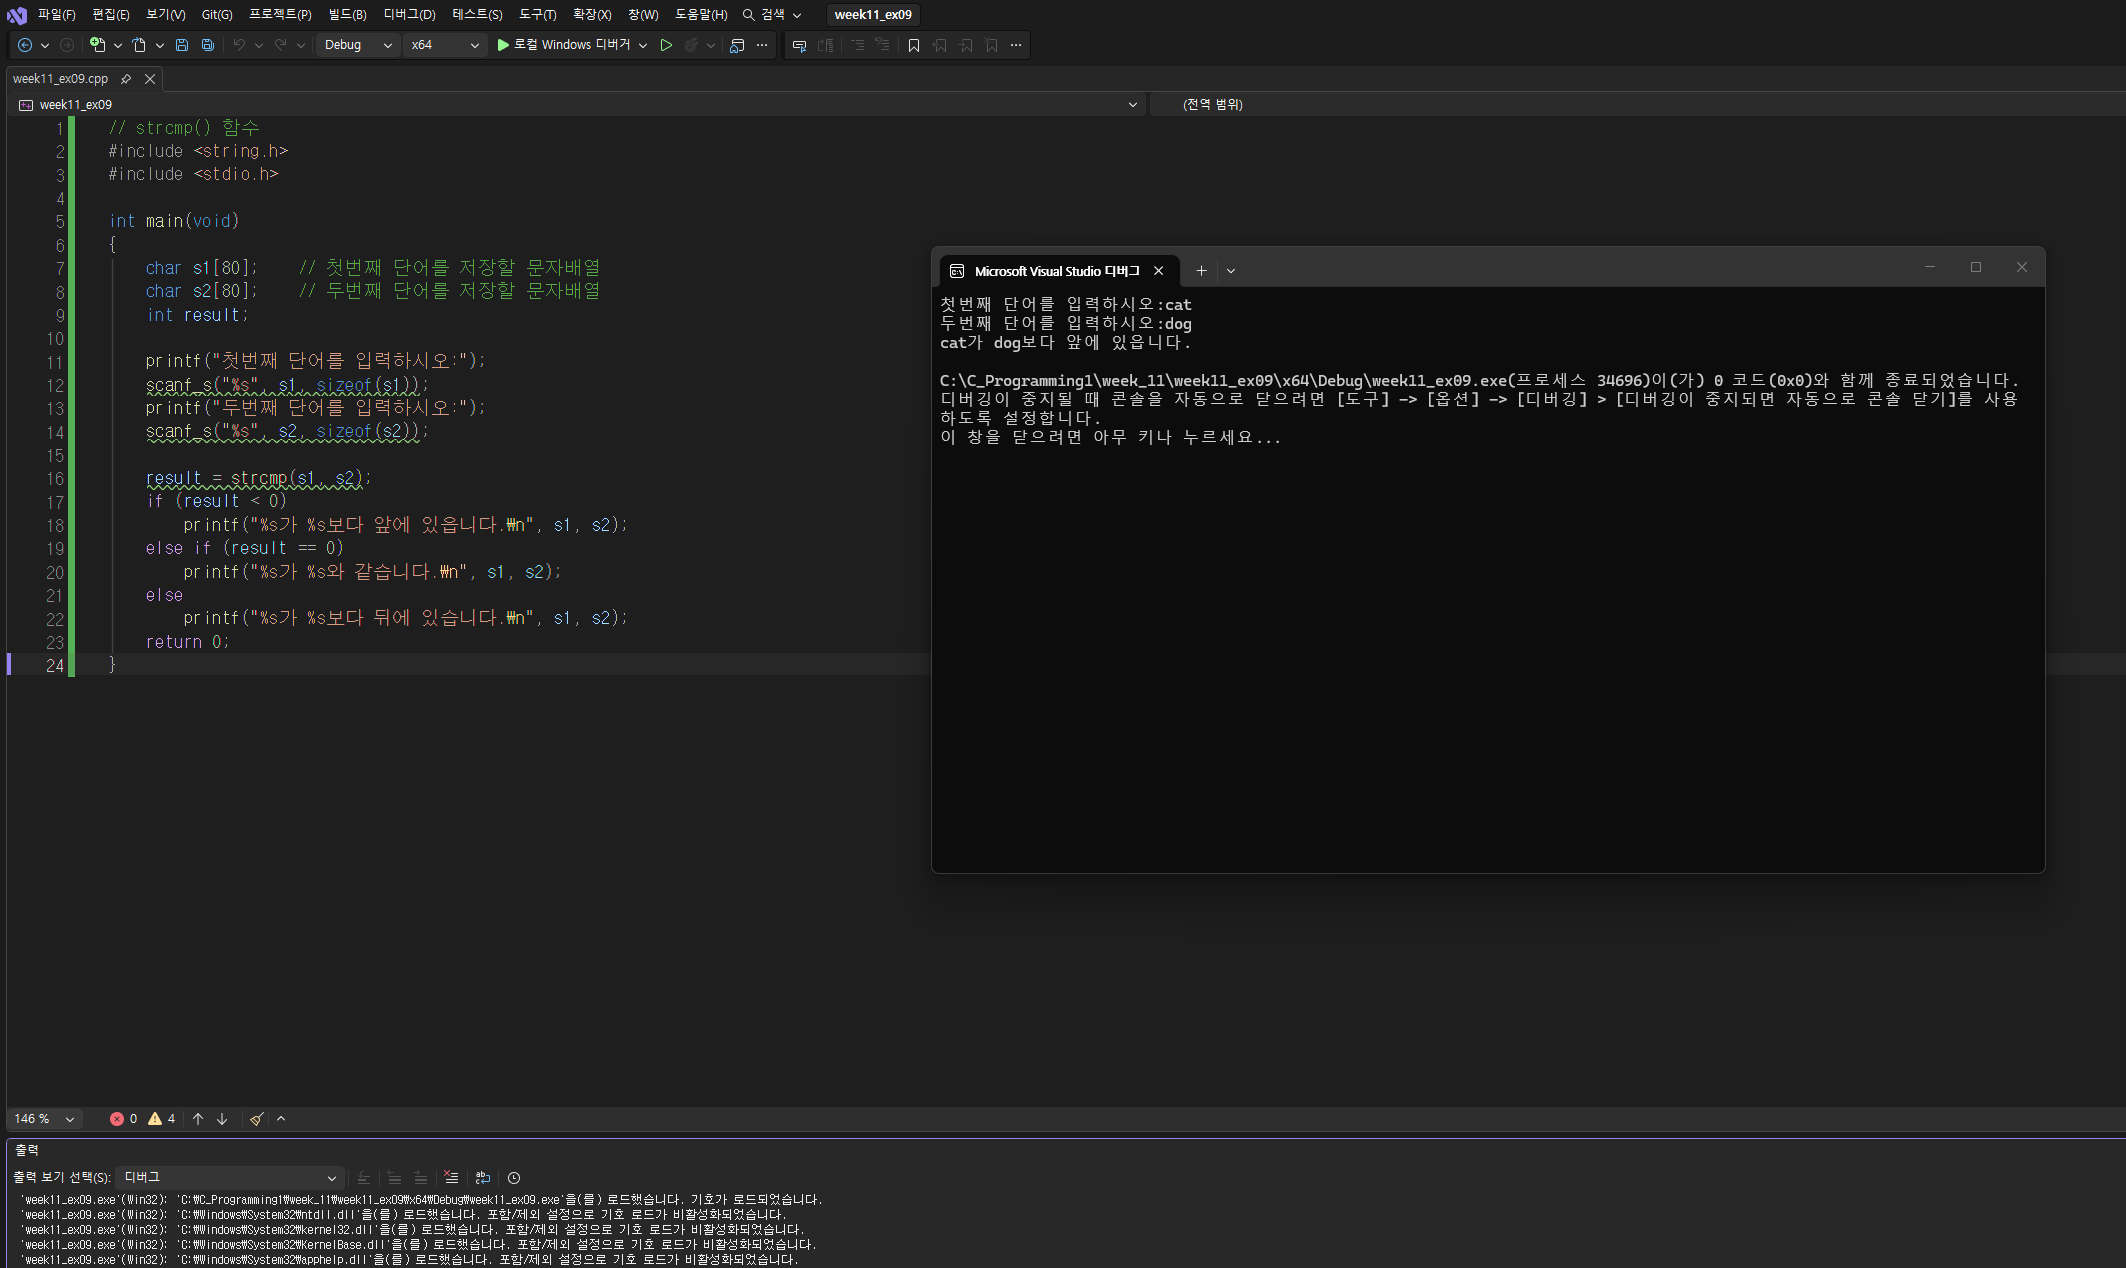 파일(F) 편집(E) 보기(V) Git(G) 프로젝트(P) 빌드(B) 디버그(D) 테스트(S) 도구(T) 확장(X) 창(W) 도움말(H) 검색 week11_ex09
Debug x64 로컬 Windows 디버거
week11_ex09.cpp
week11_ex09 (전역 범위)
1 // strcmp() 함수
2 #include <string.h>
3 #include <stdio.h>
4
5 int main(void)
6 {
7 char s1[80]; // 첫번째 단어를 저장할 문자배열
8 char s2[80]; // 두번째 단어를 저장할 문자배열
9 int result;
10
11 printf("첫번째 단어를 입력하시오:");
12 scanf_s("%s", s1, sizeof(s1));
13 printf("두번째 단어를 입력하시오:");
14 scanf_s("%s", s2, sizeof(s2));
15
16 result = strcmp(s1, s2);
17 if (result < 0)
18 printf("%s가 %s보다 앞에 있읍니다.₩n", s1, s2);
19 else if (result == 0)
20 printf("%s가 %s와 같습니다.₩n", s1, s2);
21 else
22 printf("%s가 %s보다 뒤에 있습니다.₩n", s1, s2);
23 return 0;
24 }
Microsoft Visual Studio 디버그
첫번째 단어를 입력하시오:cat
두번째 단어를 입력하시오:dog
cat가 dog보다 앞에 있읍니다.
C:\C_Programming1\week_11\week11_ex09\x64\Debug\week11_ex09.exe(프로세스 34696)이(가) 0 코드(0x0)와 함께 종료되었습니다.
디버깅이 중지될 때 콘솔을 자동으로 닫으려면 [도구] -> [옵션] -> [디버깅] > [디버깅이 중지되면 자동으로 콘솔 닫기]를 사용
하도록 설정합니다.
이 창을 닫으려면 아무 키나 누르세요...
146 % 0 4
출력
출력 보기 선택(S): 디버그
'week11_ex09.exe'(Win32): 'C:₩C_Programming1₩week_11₩week11_ex09₩x64₩Debug₩week11_ex09.exe'을(를) 로드했습니다. 기호가 로드되었습니다.
'week11_ex09.exe'(Win32): 'C:₩Windows₩System32₩ntdll.dll'을(를) 로드했습니다. 포함/제외 설정으로 기호 로드가 비활성화되었습니다.
'week11_ex09.exe'(Win32): 'C:₩Windows₩System32₩kernel32.dll'을(를) 로드했습니다. 포함/제외 설정으로 기호 로드가 비활성화되었습니다.
'week11_ex09.exe'(Win32): 'C:₩Windows₩System32₩KernelBase.dll'을(를) 로드했습니다. 포함/제외 설정으로 기호 로드가 비활성화되었습니다.
'week11_ex09.exe'(Win32): 'C:₩Windows₩System32₩apphelp.dll'을(를) 로드했습니다. 포함/제외 설정으로 기호 로드가 비활성화되었습니다.